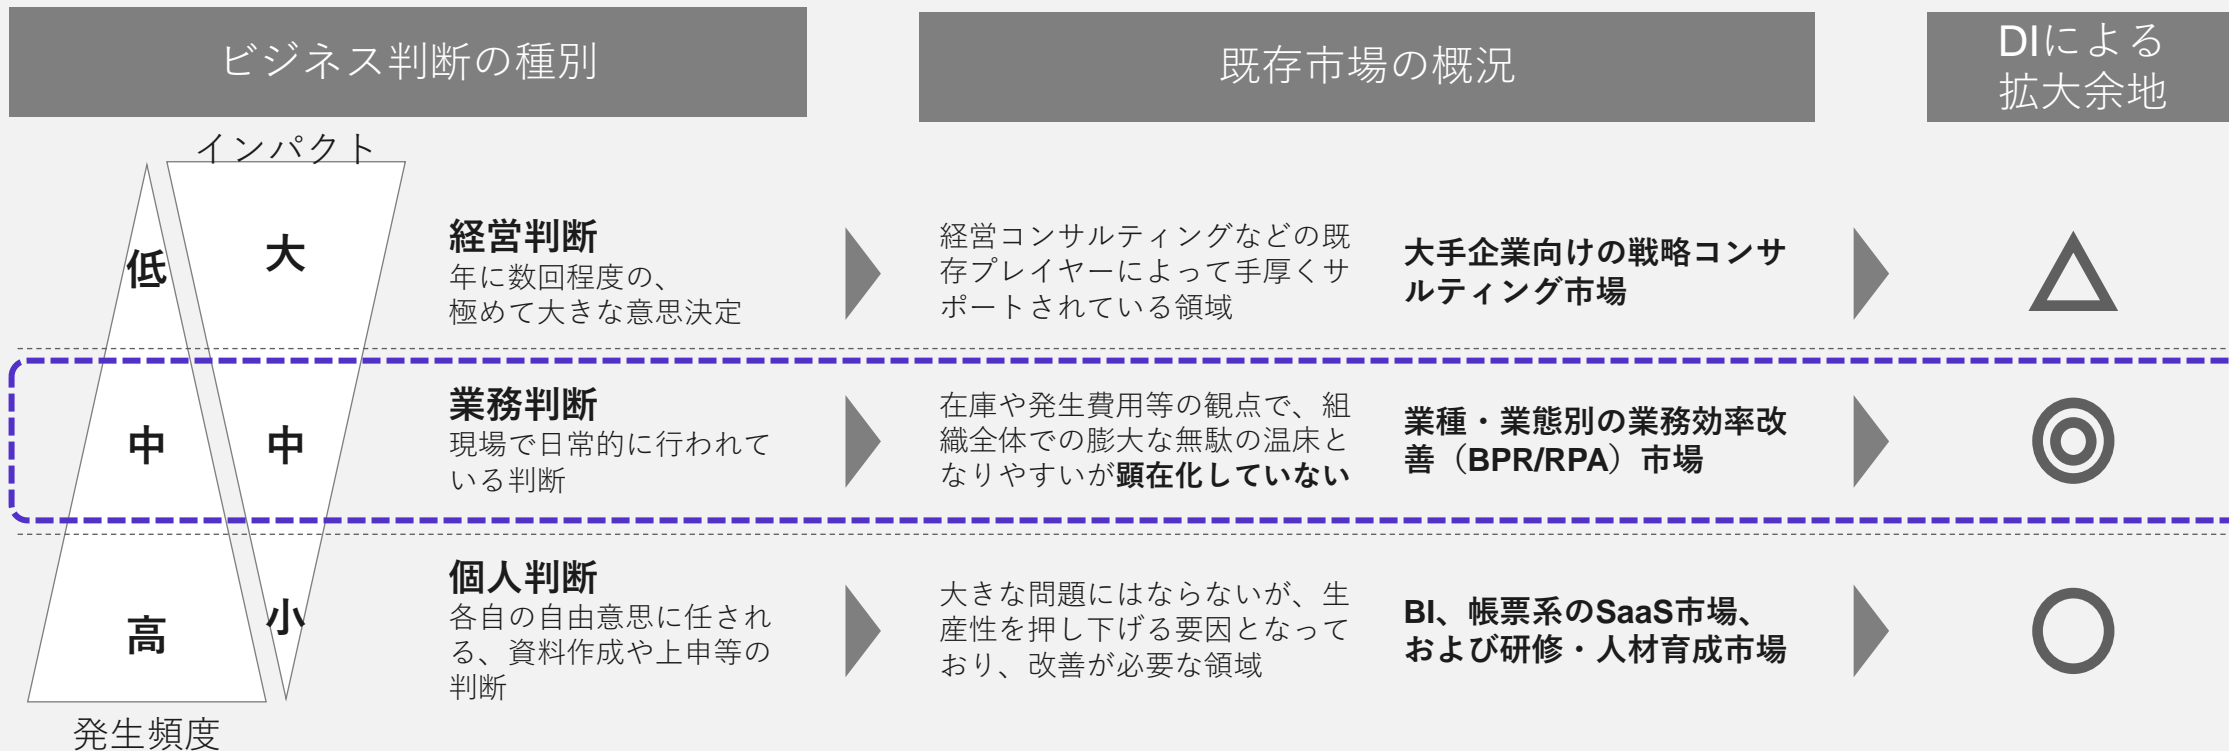 ビジネス判断の種別
既存市場の概況
DIによる
拡大余地
インパクト
低
大
経営判断
年に数回程度の、
極めて大きな意思決定
経営コンサルティングなどの既
存プレイヤーによって手厚くサ
ポートされている領域
大手企業向けの戦略コンサ
ルティング市場
中
中
業務判断
現場で日常的に行われて
いる判断
在庫や発生費用等の観点で、組
織全体での膨大な無駄の温床と
なりやすいが顕在化していない
業種・業態別の業務効率改
善（BPR/RPA）市場
高
小
個人判断
各自の自由意思に任され
る、資料作成や上申等の
判断
大きな問題にはならないが、生
産性を押し下げる要因となって
おり、改善が必要な領域
BI、帳票系のSaaS市場、
および研修・人材育成市場
発生頻度